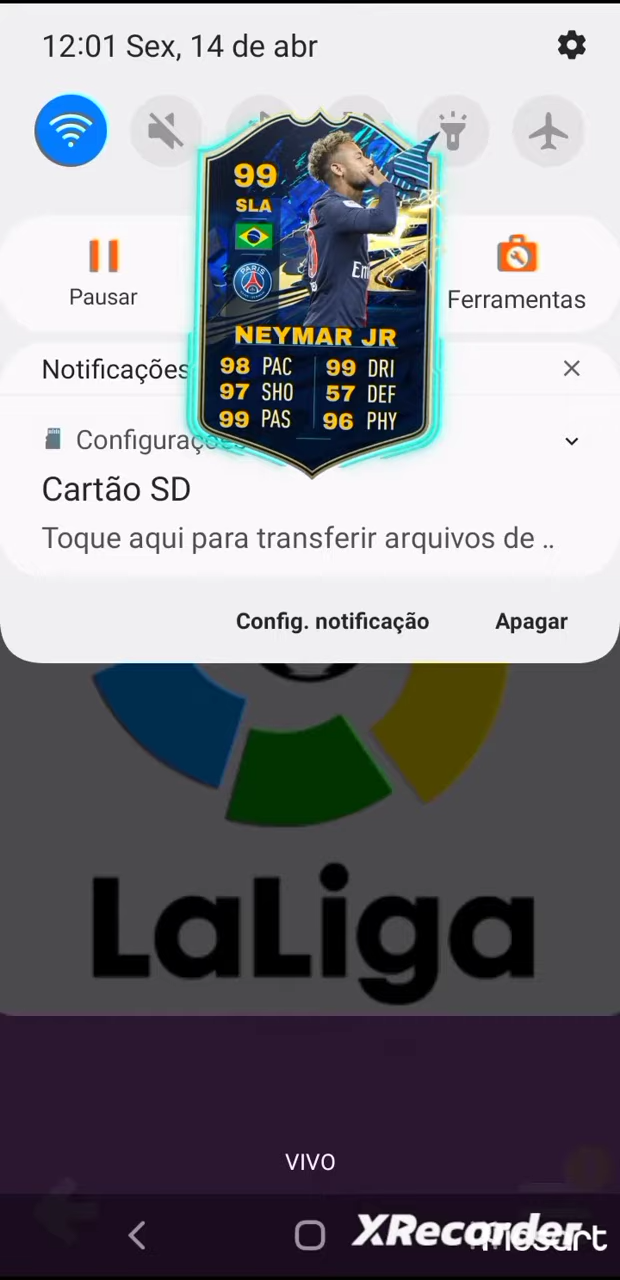 12:01 Sex, 14 de abr
99
SLA
PARIS
Pausar
Ferramentas
NEYMAR JR
98 PAC 99 DRI
97 SHO 57 DEF
99 PAS 96 PHY
Notificações
Configuraçõ
Cartão SD
Toque aqui para transferir arquivos de ..
Config. notificação Apagar
LaLiga
VIVO
XRecorder